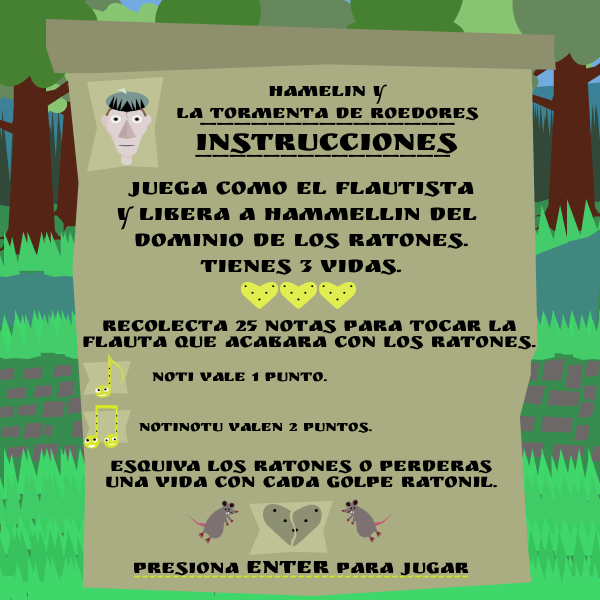 HAMELIN Y
LA TORMENTA DE ROEDORES
INSTRUCCIONES
JUEGA COMO EL FLAUTISTA
Y LIBERA A HAMMELLIN DEL
DOMINIO DE LOS RATONES.
TIENES 3 VIDAS.
RECOLECTA 25 NOTAS PARA TOCAR LA
FLAUTA QUE ACABARA CON LOS RATONES.
NOTI VALE 1 PUNTO.
NOTINOTU VALEN 2 PUNTOS.
ESQUIVA LOS RATONES O PERDERAS
UNA VIDA CON CADA GOLPE RATONIL.
PRESIONA ENTER PARA JUGAR